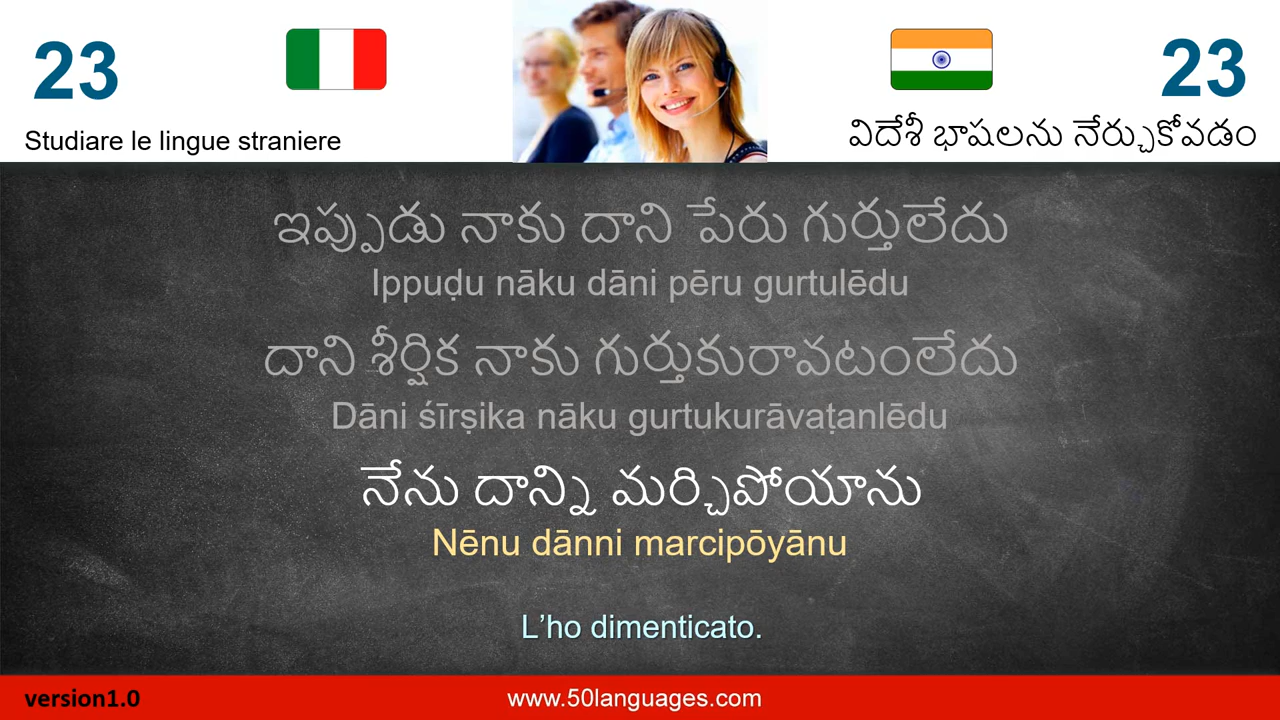 23
23
Studiare le lingue straniere
విదేశీ భాషలను నేర్చుకోవడం
ఇప్పుడు నాకు దాని పేరు గుర్తులేదు
Ippuḍu nāku dāni pēru gurtulēdu
దాని శీర్షిక నాకు గుర్తుకురావటంలేదు
Dāni śīrṣika nāku gurtukurāvaṭanlēdu
నేను దాన్ని మర్చిపోయాను
Nēnu dānni marcipōyānu
L’ho dimenticato.
version1.0
www.50languages.com